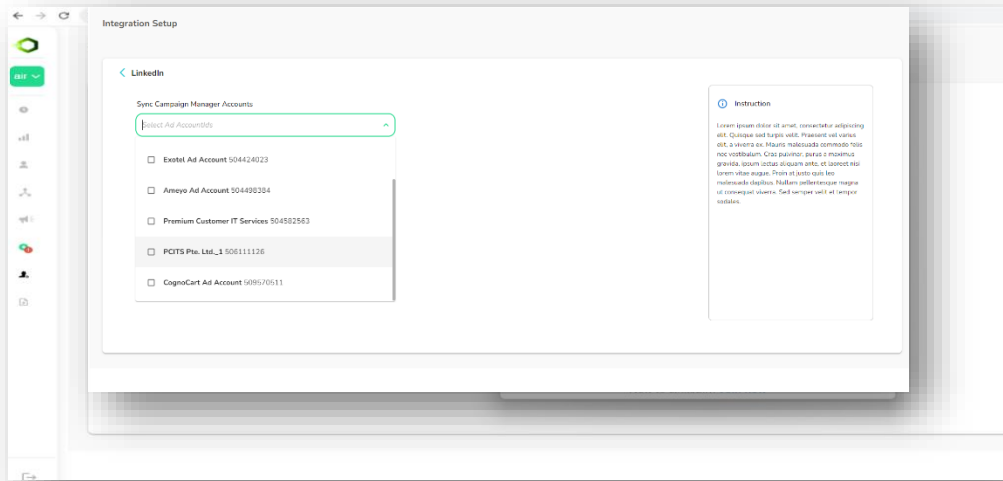 Integration Setup
air
LinkedIn
Sync Campaign Manager Accounts
Select Ad AccountIds
Exotel Ad Account 504424023
Ameyo Ad Account 504498384
Premium Customer IT Services 504582563
PCITS Pte. Ltd._1 506111126
CognoCart Ad Account 509570511
Instruction
Lorem ipsum dolor sit amet, consectetur adipiscing
elit. Quisque sed turpis velit. Praesent vel varius
elit, a viverra ex. Mauris malesuada commodo felis
nec vestibulum. Cras pulvinar, purus a maximus
gravida, ipsum lectus aliquam ante, et laoreet nisi
lorem vitae augue. Proin at justo quis leo
malesuada dapibus. Nullam pellentesque magna
ut consequat viverra. Sed semper velit et tempor
sodales.